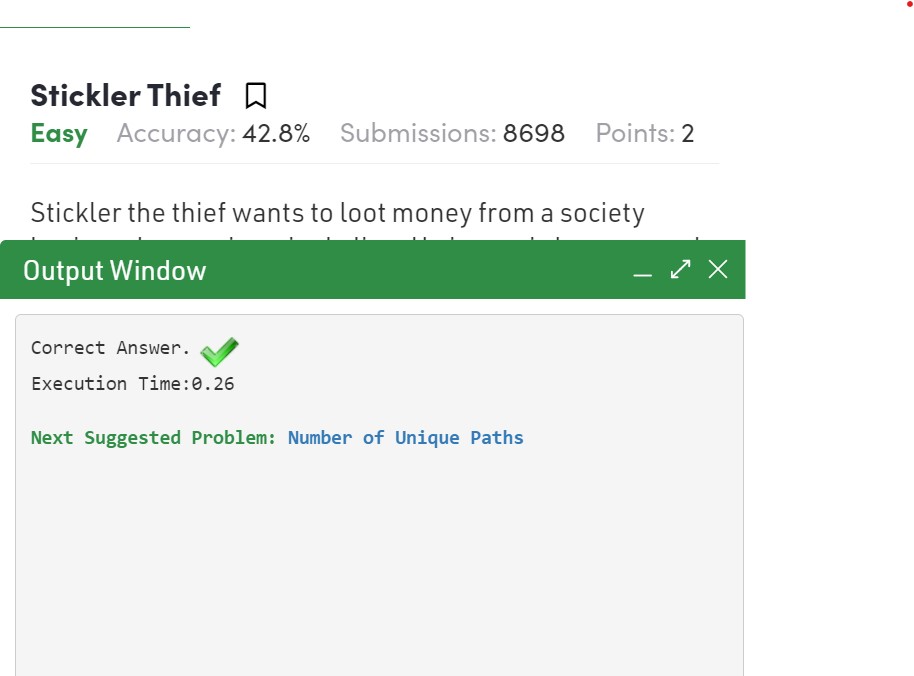 Stickler Thief
Easy Accuracy: 42.8% Submissions: 8698 Points: 2
Stickler the thief wants to loot money from a society
Output Window
Correct Answer.
Execution Time:0.26
Next Suggested Problem: Number of Unique Paths